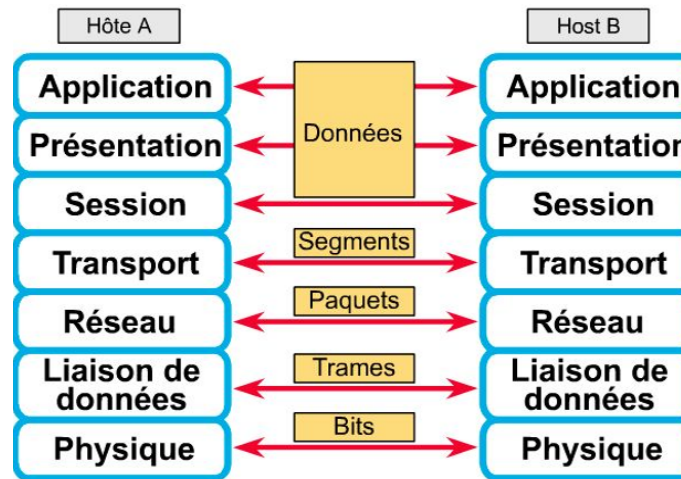 Hôte A
Host B
Application
Application
Présentation
Données
Présentation
Session
Session
Segments
Transport
Transport
Paquets
Réseau
Réseau
Trames
Liaison de
données
Liaison de
données
Bits
Physique
Physique